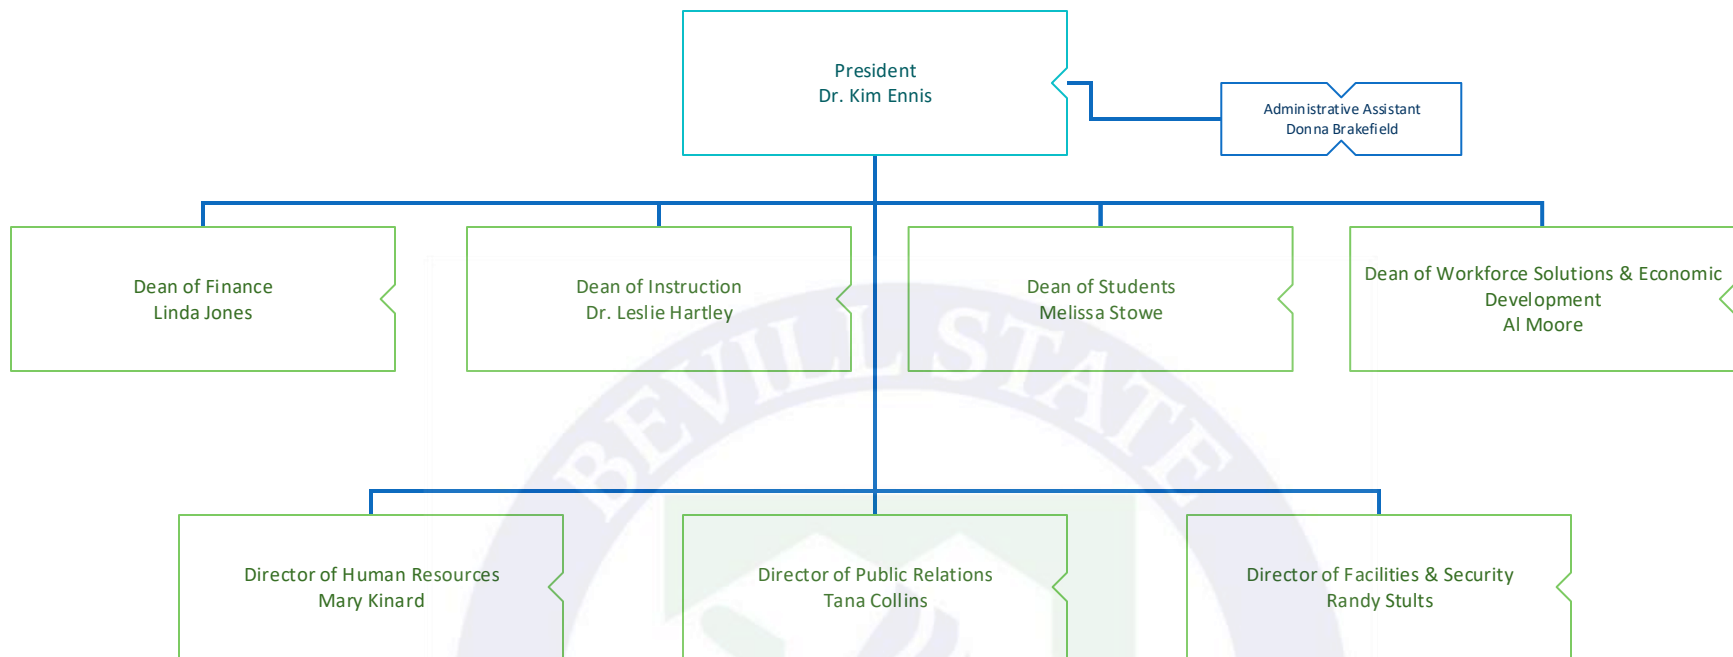 President
Dr. Kim Ennis
Administrative Assistant
Donna Brakefield
Dean of Finance
Linda Jones
Dean of Instruction
Dr. Leslie Hartley
Dean of Students
Melissa Stowe
Dean of Workforce Solutions & Economic
Development
Al Moore
BEVILL STATE
Director of Human Resources
Mary Kinard
Director of Public Relations
Tana Collins
Director of Facilities & Security
Randy Stults